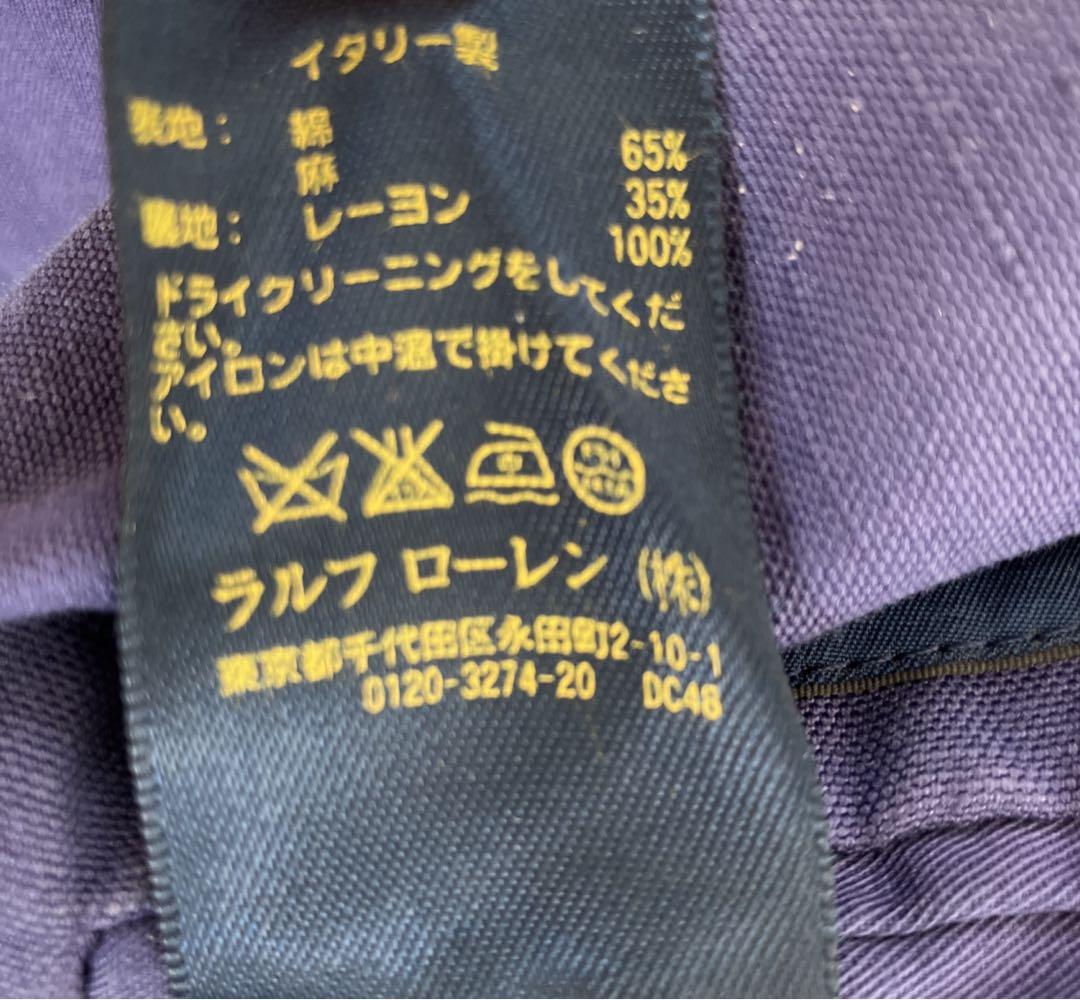 イタリー製
表地: 綿 65%
麻 35%
裏地: レーヨン 100%
ドライクリーニングをしてくだ
さい。
アイロンは中温で掛けてくださ
い。
中
ラルフ ローレン (株)
東京都千代田区永田町2-10-1
0120-3274-20 DC48